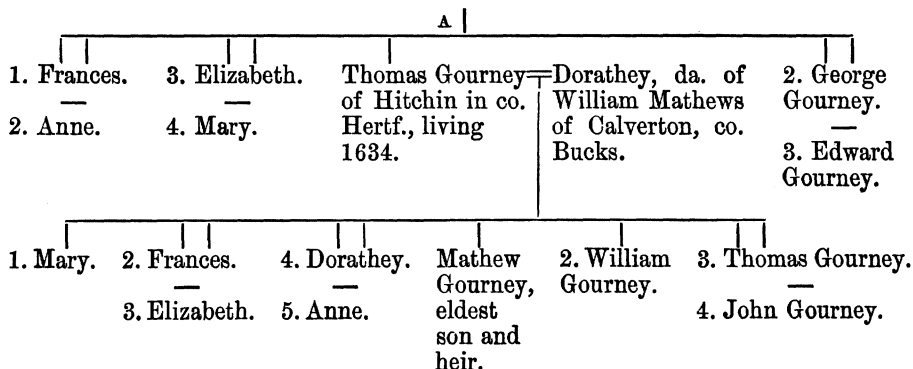 A
1. Frances.
2. Anne.
3. Elizabeth.
4. Mary.
Thomas Gourney
of Hitchin in co.
Hertf., living
1634.
Dorathey, da. of
William Mathews
of Calverton, co.
Bucks.
2. George
Gourney.
3. Edward
Gourney.
1. Mary.
2. Frances.
3. Elizabeth.
4. Dorathey.
5. Anne.
Mathew
Gourney,
eldest
son and
heir.
2. William
Gourney.
3. Thomas Gourney.
4. John Gourney.